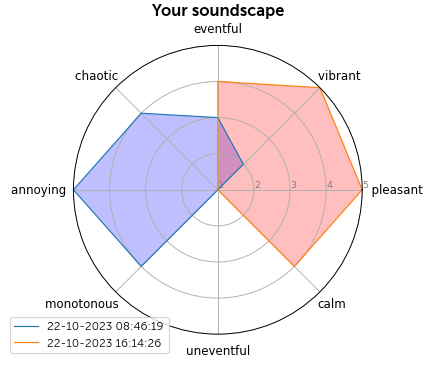 Your soundscape
eventful
chaotic
vibrant
annoying
1 2 3 4 5
pleasant
monotonous
calm
22-10-2023 08:46:19
22-10-2023 16:14:26
uneventful